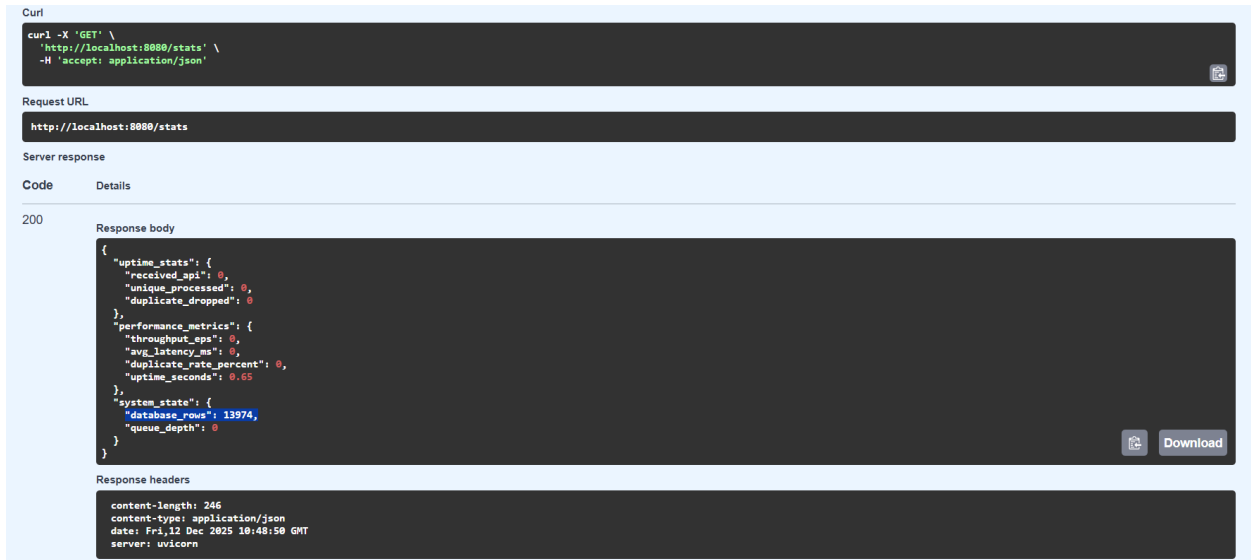 Curl
curl -X 'GET' \
  'http://localhost:8080/stats' \
  -H 'accept: application/json'
Request URL
http://localhost:8080/stats
Server response
Code Details
200
Response body
{
  "uptime_stats": {
    "received_api": 0,
    "unique_processed": 0,
    "duplicate_dropped": 0
  },
  "performance_metrics": {
    "throughput_eps": 0,
    "avg_latency_ms": 0,
    "duplicate_rate_percent": 0,
    "uptime_seconds": 0.65
  },
  "system_state": {
    "database_rows": 13974,
    "queue_depth": 0
  }
}
Download
Response headers
content-length: 246
content-type: application/json
date: Fri,12 Dec 2025 10:48:50 GMT
server: uvicorn